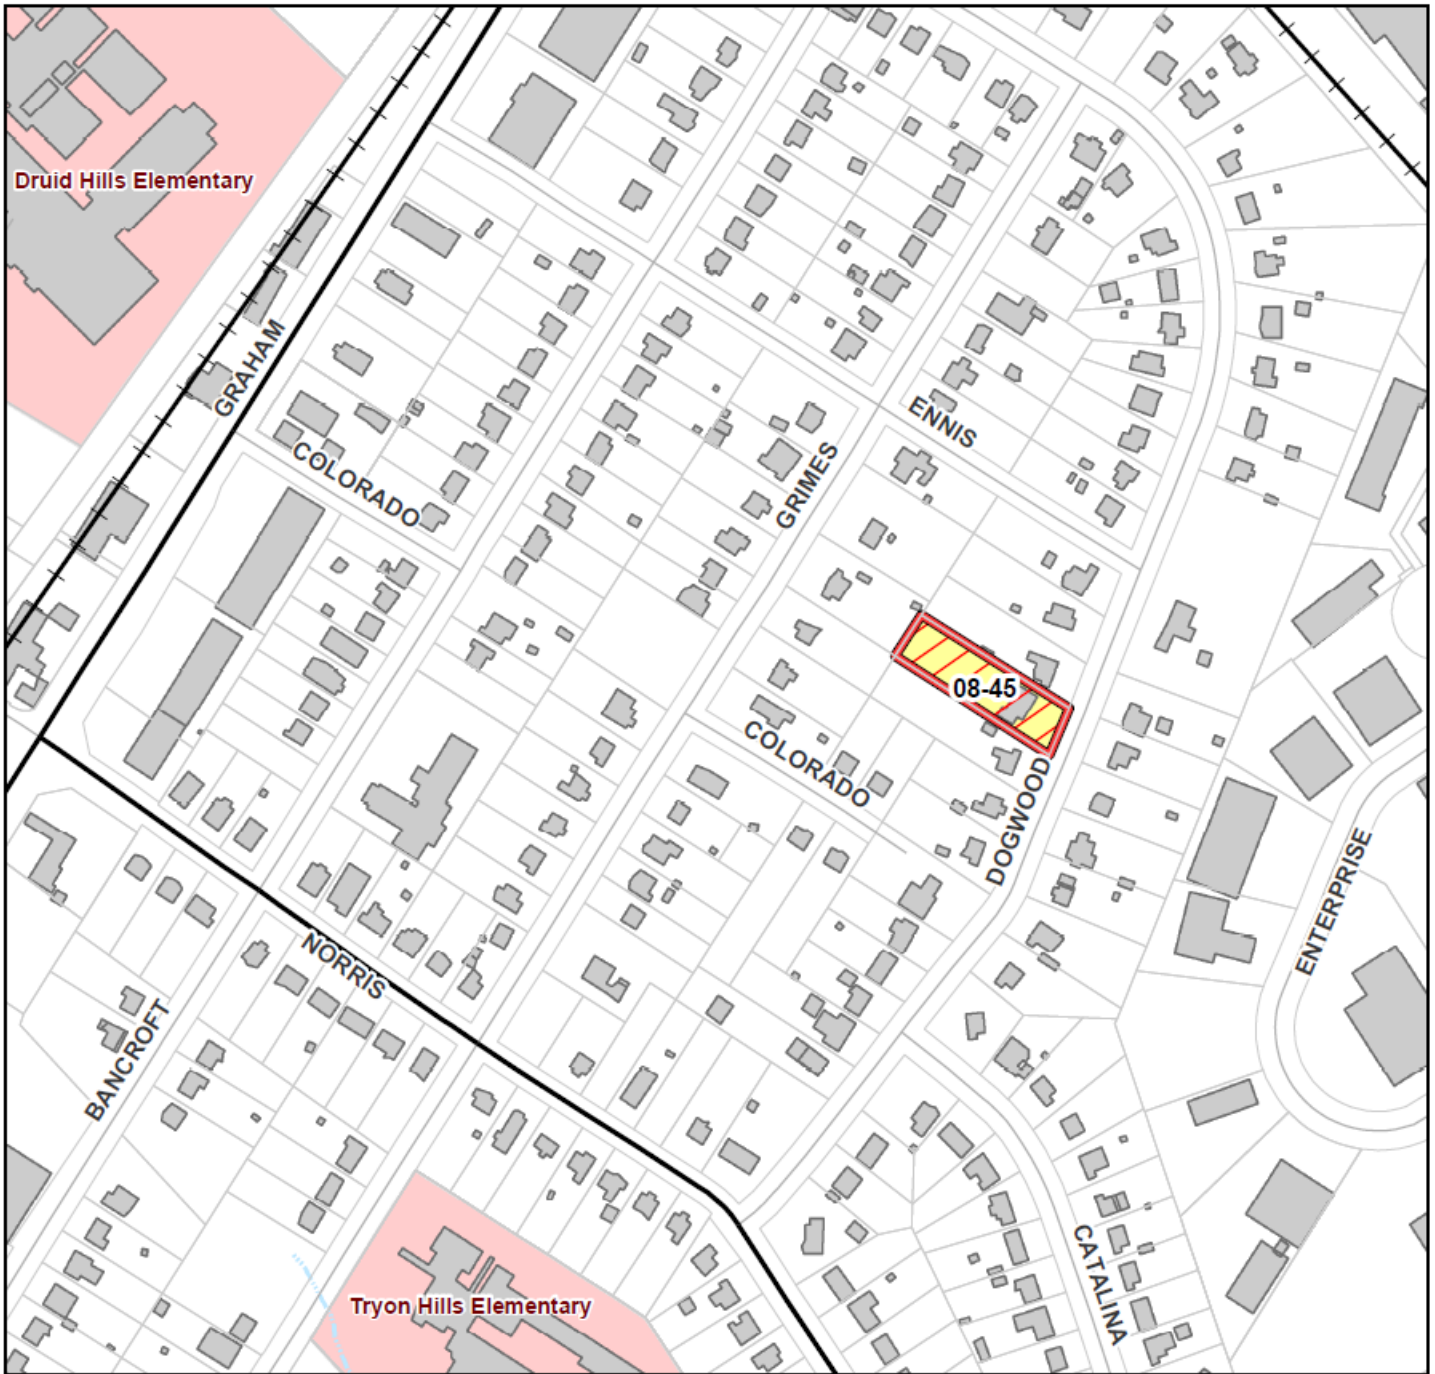 Druid Hills Elementary
GRAHAM
COLORADO
ENNIS
GRIMES
08-45
COLORADO
DOGWOOD
ENTERPRISE
NORRIS
BANCROFT
CATALINA
Tryon Hills Elementary